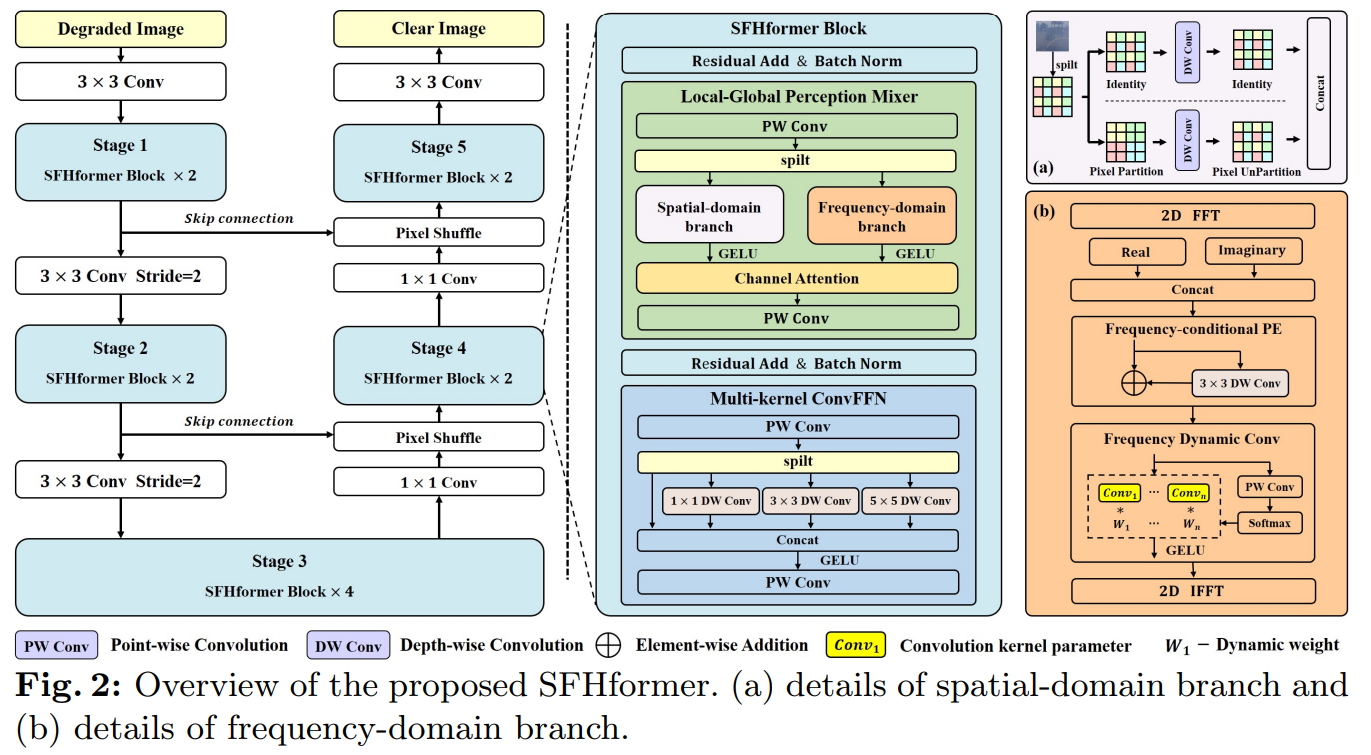 Degraded Image
3 × 3 Conv
Stage 1
SFHformer Block × 2
Skip connection
3 × 3 Conv Stride=2
Stage 2
SFHformer Block × 2
Skip connection
3 × 3 Conv Stride=2
Stage 3
SFHformer Block × 4
Clear Image
3 × 3 Conv
Stage 5
SFHformer Block × 2
Pixel Shuffle
1 × 1 Conv
Stage 4
SFHformer Block × 2
Pixel Shuffle
1 × 1 Conv
SFHformer Block
Residual Add & Batch Norm
Local-Global Perception Mixer
PW Conv
spilt
Spatial-domain
branch
Frequency-domain
branch
GELU
GELU
Channel Attention
PW Conv
Residual Add & Batch Norm
Multi-kernel ConvFFN
PW Conv
spilt
1 × 1 DW Conv
3 × 3 DW Conv
5 × 5 DW Conv
Concat
GELU
PW Conv
spilt
Identity
DW Conv
Identity
Pixel Partition
DW Conv
Pixel UnPartition
Concat
(a)
(b)
2D FFT
Real
Imaginary
Concat
Frequency-conditional PE
3 × 3 DW Conv
Frequency Dynamic Conv
Conv₁ ⋯ Convₙ
* *
W₁ ⋯ Wₙ
PW Conv
Softmax
GELU
2D IFFT
PW Conv Point-wise Convolution DW Conv Depth-wise Convolution Element-wise Addition Conv₁ Convolution kernel parameter W₁ − Dynamic weight
Fig. 2: Overview of the proposed SFHformer. (a) details of spatial-domain branch and
(b) details of frequency-domain branch.